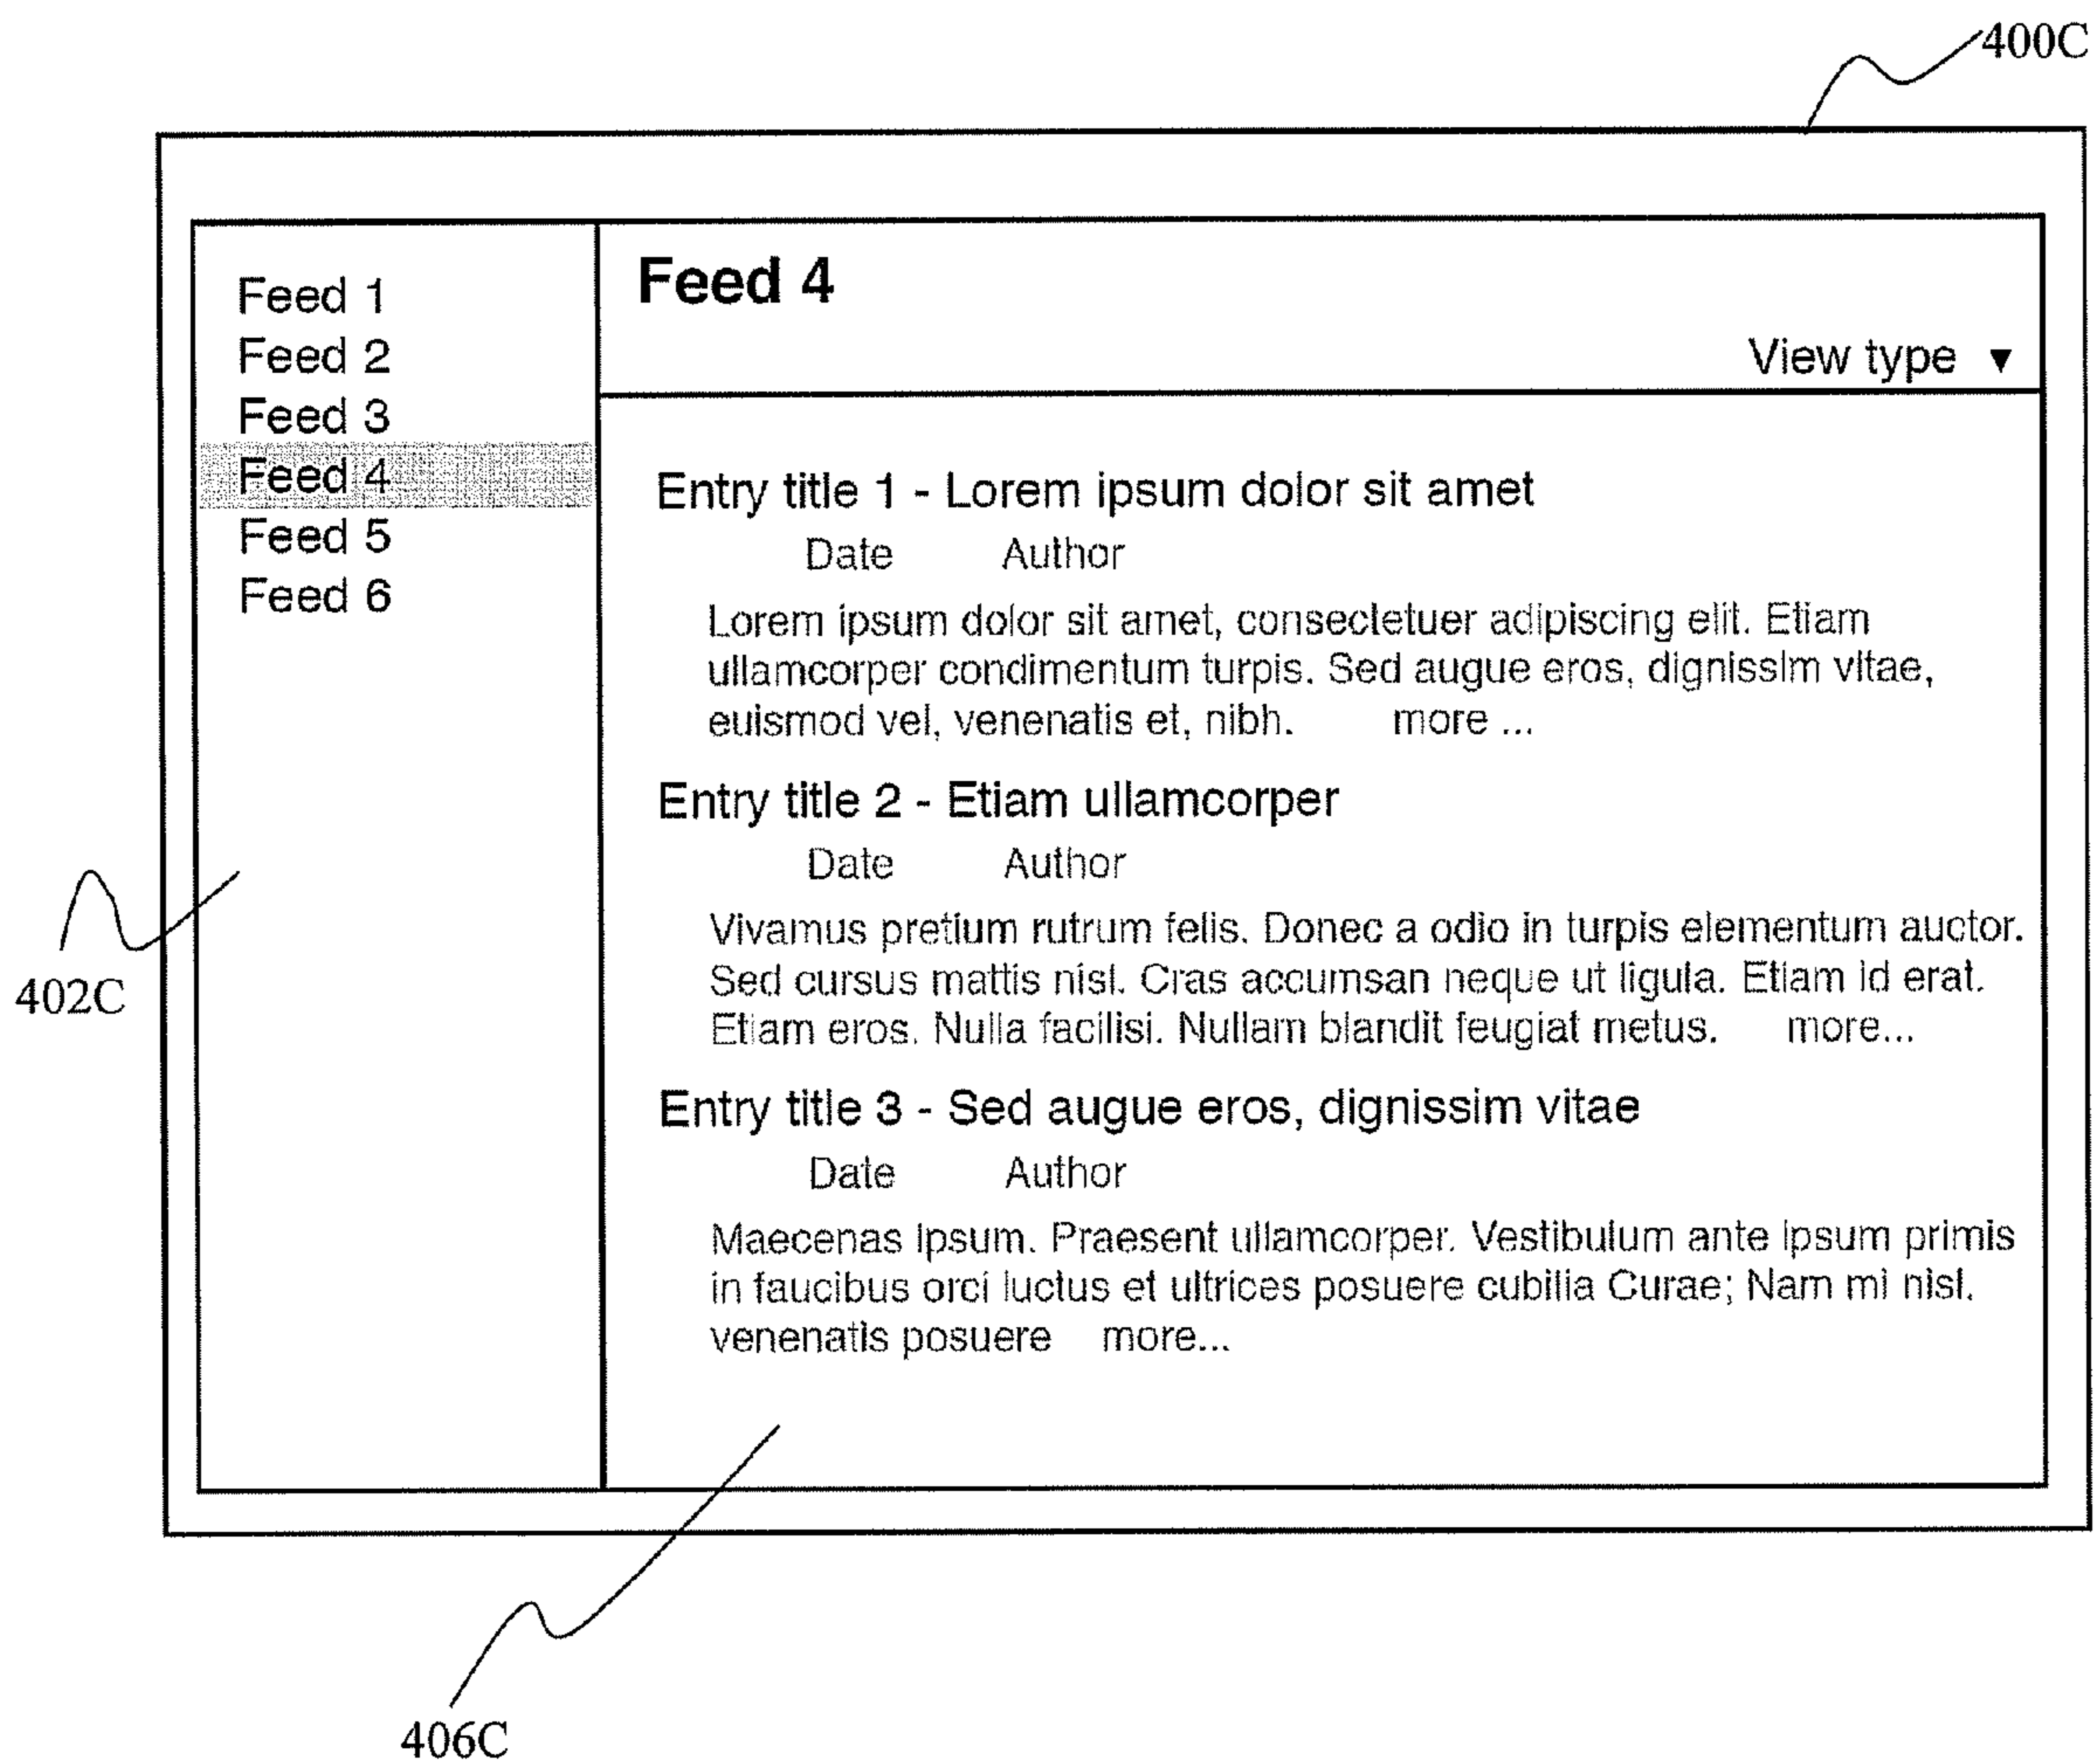 400C
Feed 1
Feed 2
Feed 3
Feed 4
Feed 5
Feed 6
Feed 4
View type ▼
Entry title 1 - Lorem ipsum dolor sit amet
Date Author
Lorem ipsum dolor sit amet, consectetuer adipiscing elit. Etiam
ullamcorper condimentum turpis. Sed augue eros, dignissim vitae,
euismod vel, venenatis et, nibh. more ...
Entry title 2 - Etiam ullamcorper
Date Author
Vivamus pretium rutrum felis. Donec a odio in turpis elementum auctor.
Sed cursus mattis nisl. Cras accumsan neque ut ligula. Etiam id erat.
Etiam eros. Nulla facilisi. Nullam blandit feugiat metus. more...
Entry title 3 - Sed augue eros, dignissim vitae
Date Author
Maecenas ipsum. Praesent ullamcorper. Vestibulum ante ipsum primis
in faucibus orci luctus et ultrices posuere cubilia Curae; Nam mi nisl.
venenatis posuere more...
402C
406C